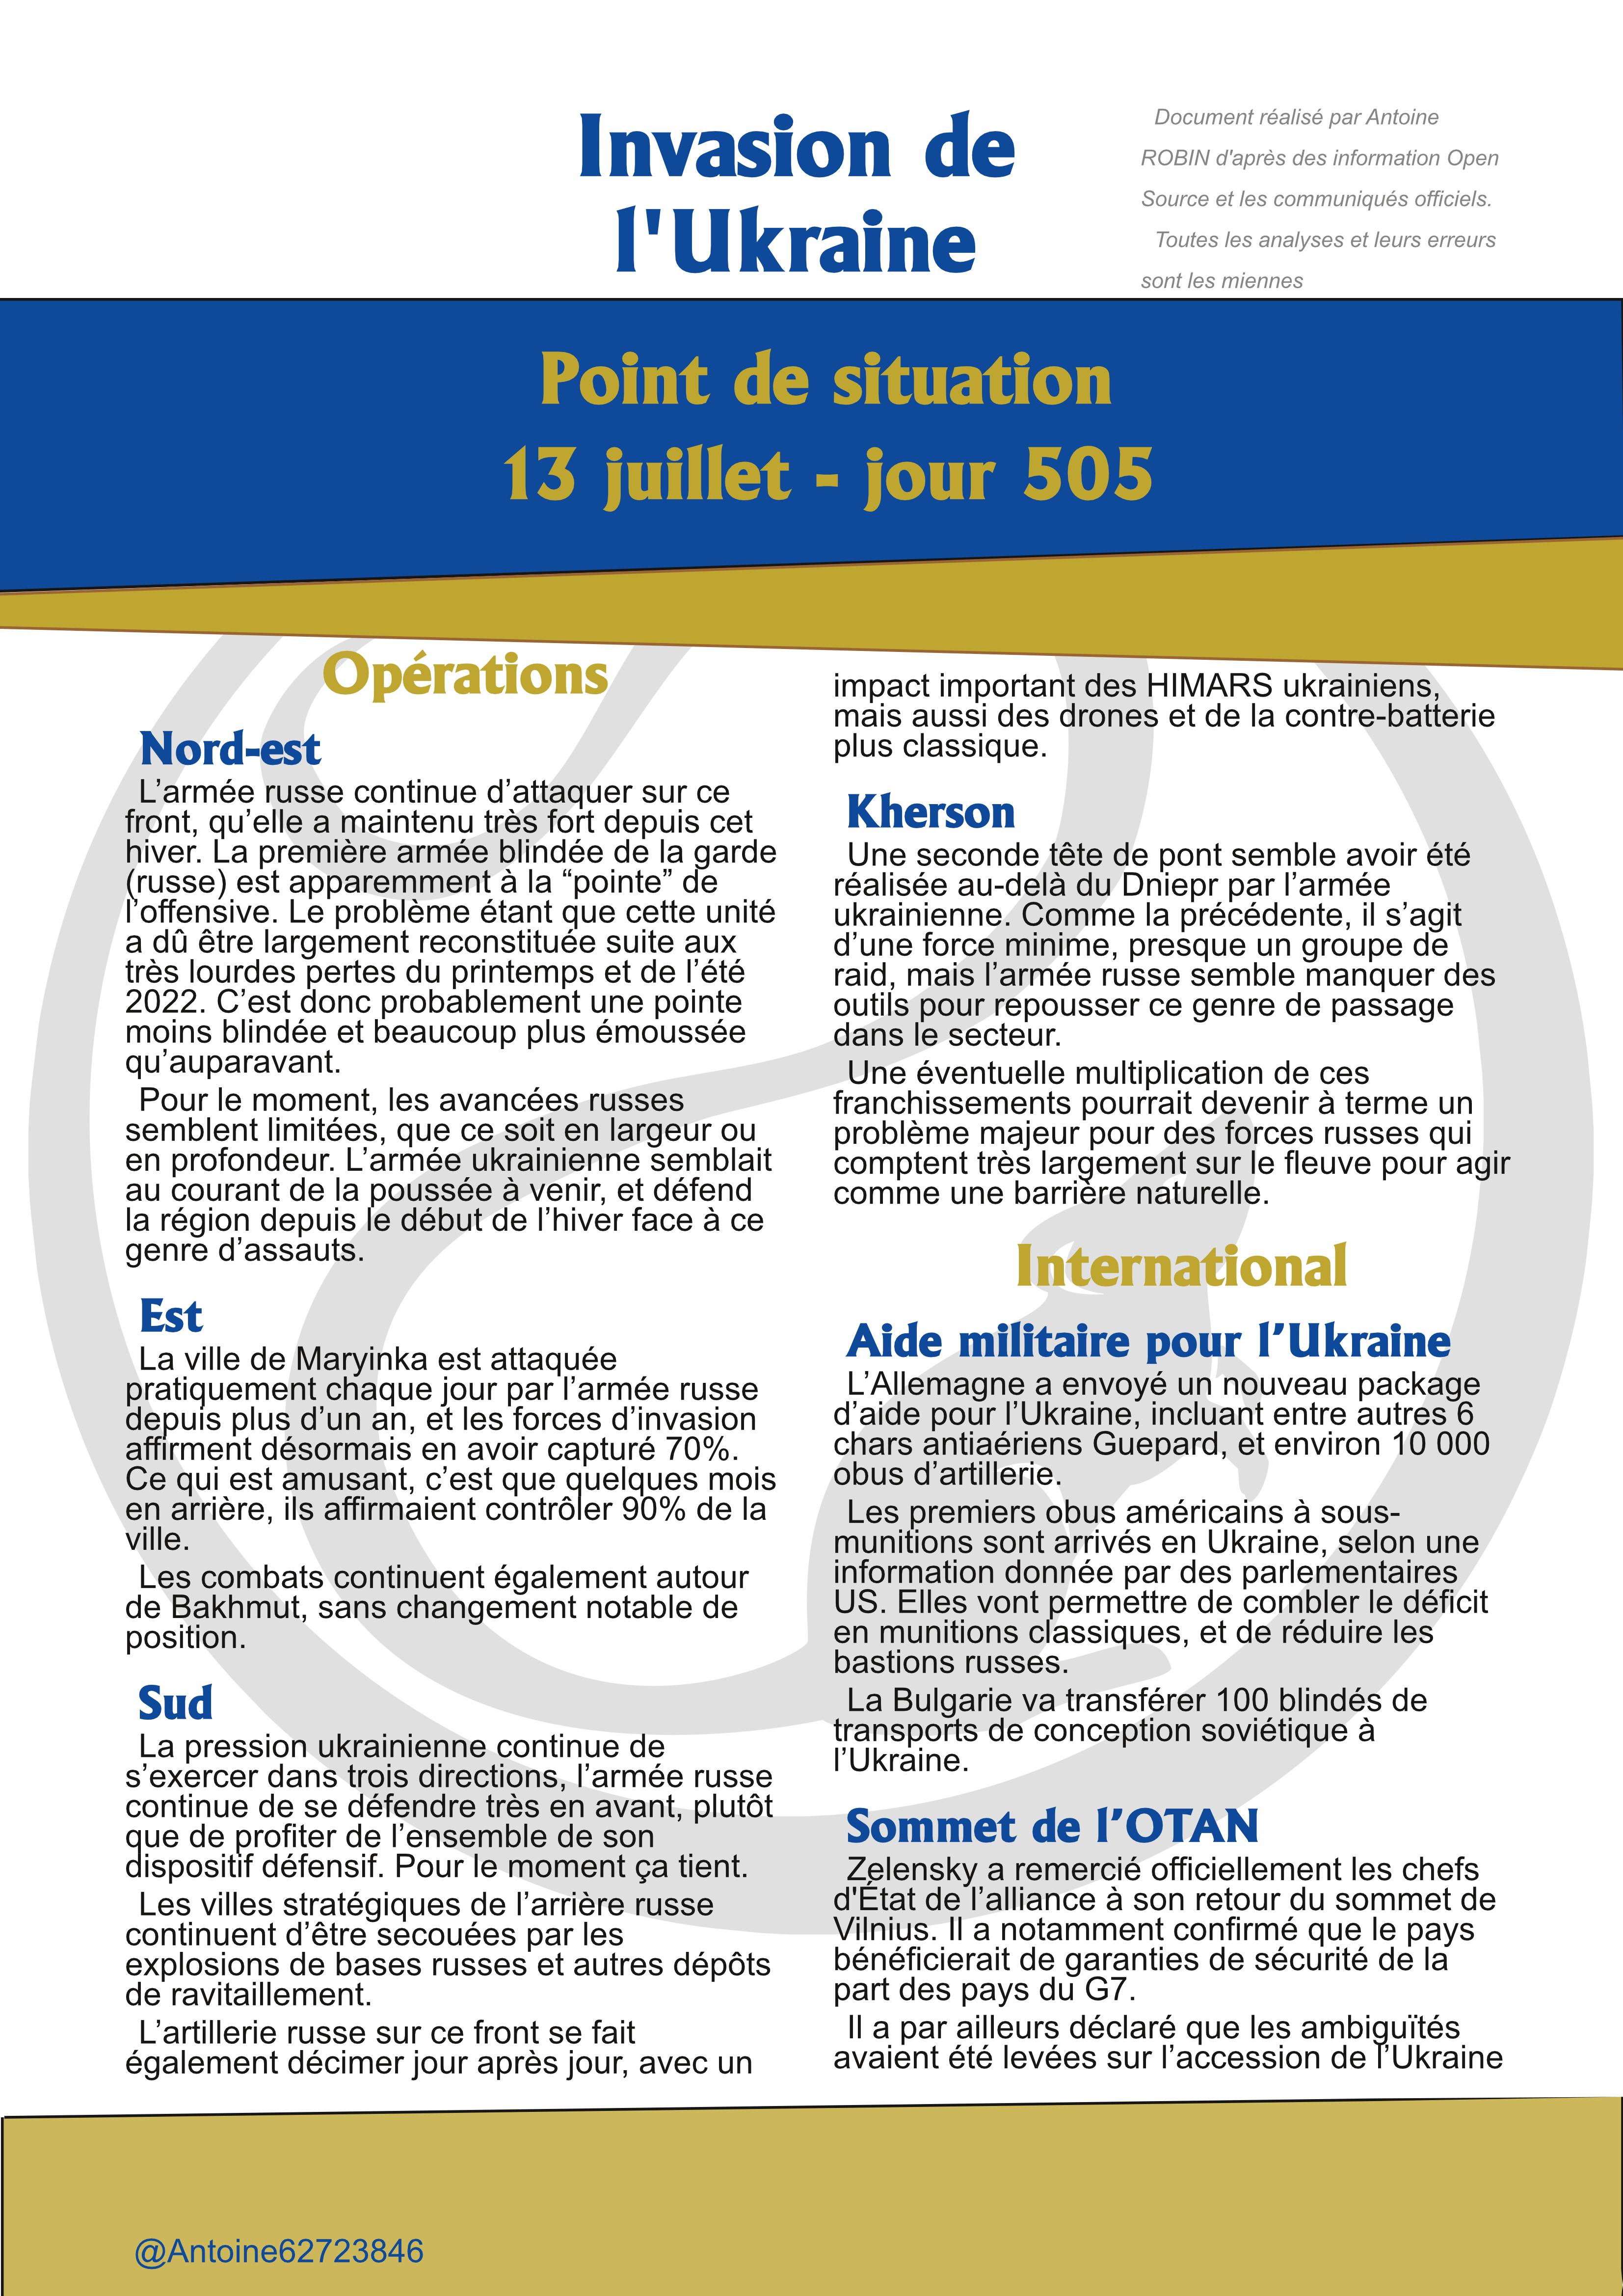 Invasion de
l'Ukraine
Document réalisé par Antoine
ROBIN d'après des information Open
Source et les communiqués officiels.
Toutes les analyses et leurs erreurs
sont les miennes
Point de situation
13 juillet - jour 505
Opérations
Nord-est
L’armée russe continue d’attaquer sur ce
front, qu’elle a maintenu très fort depuis cet
hiver. La première armée blindée de la garde
(russe) est apparemment à la “pointe” de
l’offensive. Le problème étant que cette unité
a dû être largement reconstituée suite aux
très lourdes pertes du printemps et de l’été
2022. C’est donc probablement une pointe
moins blindée et beaucoup plus émoussée
qu’auparavant.
Pour le moment, les avancées russes
semblent limitées, que ce soit en largeur ou
en profondeur. L’armée ukrainienne semblait
au courant de la poussée à venir, et défend
la région depuis le début de l’hiver face à ce
genre d’assauts.
Est
La ville de Maryinka est attaquée
pratiquement chaque jour par l’armée russe
depuis plus d’un an, et les forces d’invasion
affirment désormais en avoir capturé 70%.
Ce qui est amusant, c’est que quelques mois
en arrière, ils affirmaient contrôler 90% de la
ville.
Les combats continuent également autour
de Bakhmut, sans changement notable de
position.
Sud
La pression ukrainienne continue de
s’exercer dans trois directions, l’armée russe
continue de se défendre très en avant, plutôt
que de profiter de l’ensemble de son
dispositif défensif. Pour le moment ça tient.
Les villes stratégiques de l’arrière russe
continuent d’être secouées par les
explosions de bases russes et autres dépôts
de ravitaillement.
L’artillerie russe sur ce front se fait
également décimer jour après jour, avec un
impact important des HIMARS ukrainiens,
mais aussi des drones et de la contre-batterie
plus classique.
Kherson
Une seconde tête de pont semble avoir été
réalisée au-delà du Dniepr par l’armée
ukrainienne. Comme la précédente, il s’agit
d’une force minime, presque un groupe de
raid, mais l’armée russe semble manquer des
outils pour repousser ce genre de passage
dans le secteur.
Une éventuelle multiplication de ces
franchissements pourrait devenir à terme un
problème majeur pour des forces russes qui
comptent très largement sur le fleuve pour agir
comme une barrière naturelle.
International
Aide militaire pour l’Ukraine
L’Allemagne a envoyé un nouveau package
d’aide pour l’Ukraine, incluant entre autres 6
chars antiaériens Guepard, et environ 10 000
obus d’artillerie.
Les premiers obus américains à sous-
munitions sont arrivés en Ukraine, selon une
information donnée par des parlementaires
US. Elles vont permettre de combler le déficit
en munitions classiques, et de réduire les
bastions russes.
La Bulgarie va transférer 100 blindés de
transports de conception soviétique à
l’Ukraine.
Sommet de l’OTAN
Zelensky a remercié officiellement les chefs
d'État de l’alliance à son retour du sommet de
Vilnius. Il a notamment confirmé que le pays
bénéficierait de garanties de sécurité de la
part des pays du G7.
Il a par ailleurs déclaré que les ambiguïtés
avaient été levées sur l’accession de l’Ukraine
@Antoine62723846